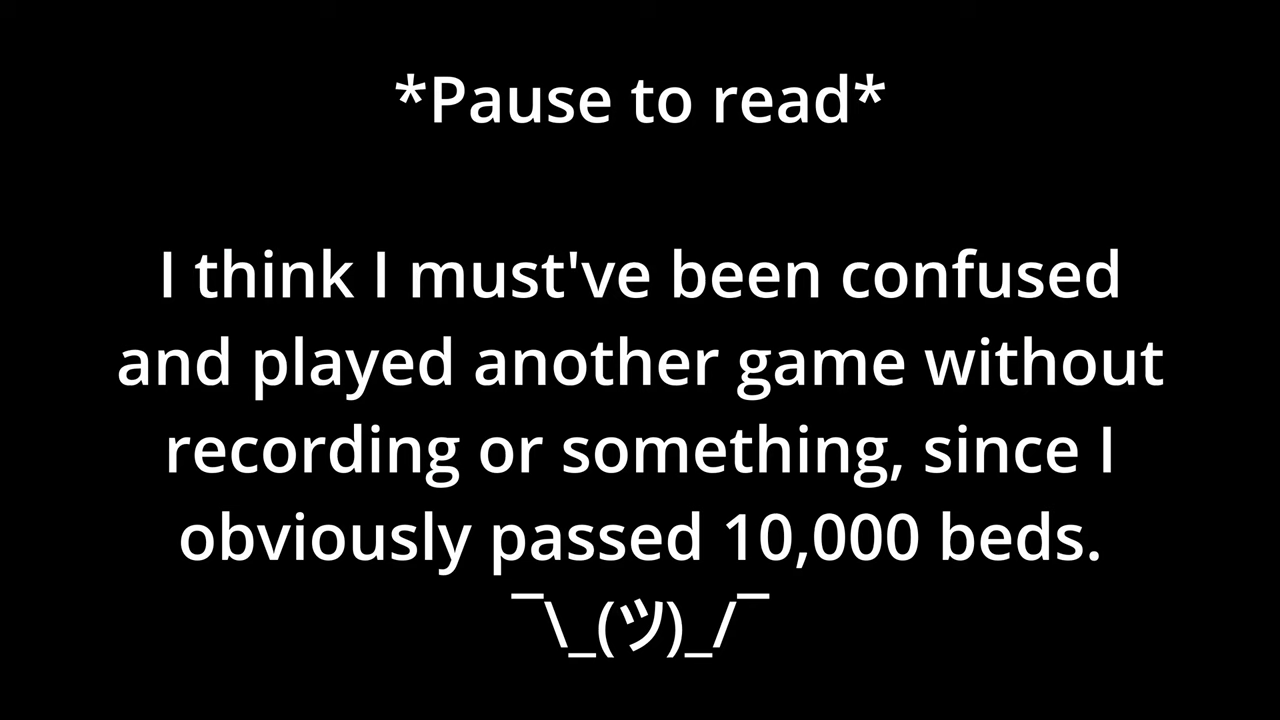 *Pause to read*
I think I must've been confused
and played another game without
recording or something, since I
obviously passed 10,000 beds.
¯\_(ツ)_/¯